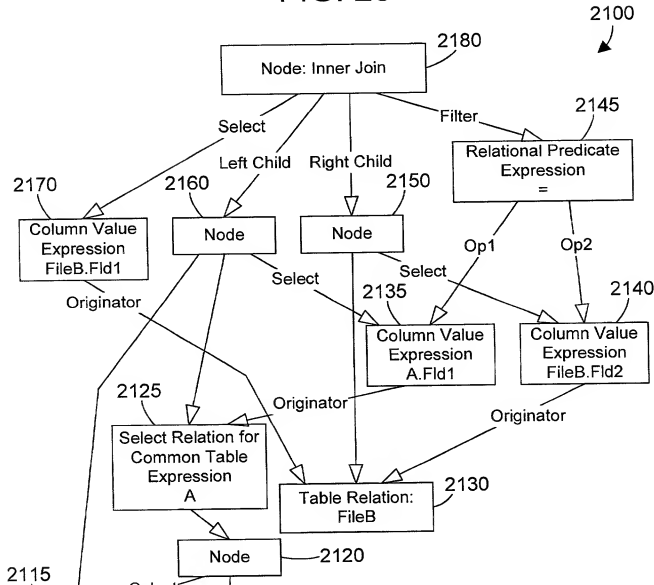 2100
2180
Node: Inner Join
Select
Left Child
Right Child
Filter
2145
Relational Predicate
Expression
=
2170
2160
2150
Column Value
Expression
FileB.Fld1
Node
Node
Op1
Op2
Select
Select
Originator
2135
2140
Column Value
Expression
A.Fld1
Column Value
Expression
FileB.Fld2
2125
Originator
Originator
Select Relation for
Common Table
Expression
A
Table Relation:
FileB
2130
Node
2120
2115